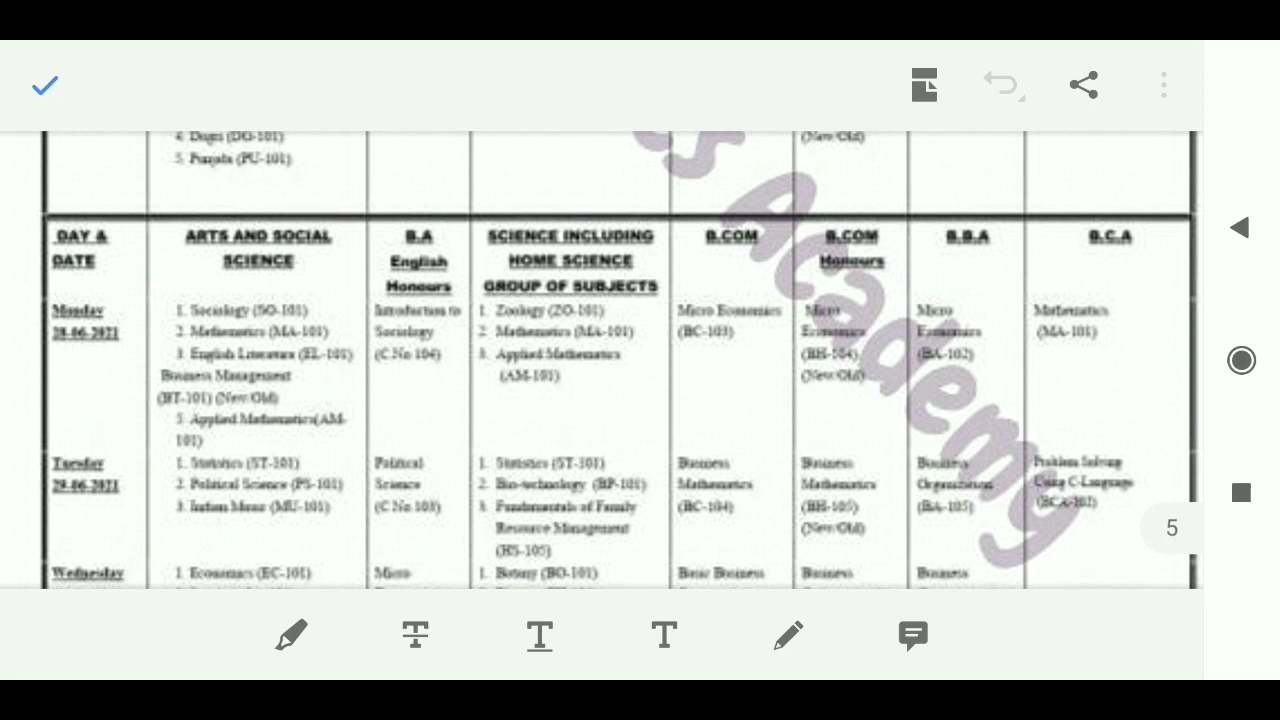 4. Dogri (DG-101)
5. Punjabi (PU-101)
(New/Old)
es Academy
DAY & DATE
ARTS AND SOCIAL SCIENCE
B.A English Honours
SCIENCE INCLUDING HOME SCIENCE GROUP OF SUBJECTS
B.COM
B.COM Honours
B.B.A
B.C.A
Monday
28-06-2021
1. Sociology (SO-101)
2. Mathematics (MA-101)
3. English Literature (EL-101)
Business Management
(BT-101) (New/Old)
5. Applied Mathematics(AM-
101)
Introduction to
Sociology
(C.No 104)
1. Zoology (ZO-101)
2. Mathematics (MA-101)
3. Applied Mathematics
(AM-101)
Micro Economics
(BC-103)
Micro
Economics
(BH-104)
(New/Old)
Micro
Economics
(BA-102)
Mathematics
(MA-101)
Tuesday
29-06-2021
1. Statistics (ST-101)
2. Political Science (PS-101)
3. Indian Music (MU-101)
Political
Science
(C.No 103)
1. Statistics (ST-101)
2. Bio-technology (BP-101)
3. Fundamentals of Family
Resource Management
(HS-105)
Business
Mathematics
(BC-104)
Business
Mathematics
(BH-105)
(New/Old)
Business
Organization
(BA-105)
Problem Solving
Using C-Language
(BCA-102)
Wednesday
1. Economics (EC-101)
Micro
1. Botany (BO-101)
Basic Business
Business
Business
5